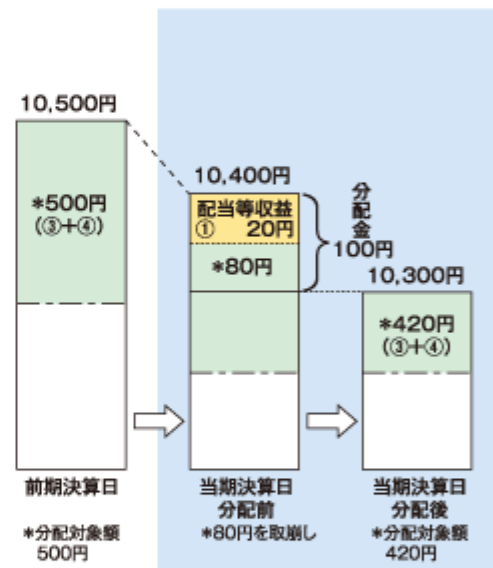 10,500円
*500円
(③+④)
10,400円
配当等収益
① 20円
*80円
分配金
100円
10,300円
*420円
(③+④)
前期決算日
*分配対象額
500円
当期決算日
分配前
*80円を取崩し
当期決算日
分配後
*分配対象額
420円